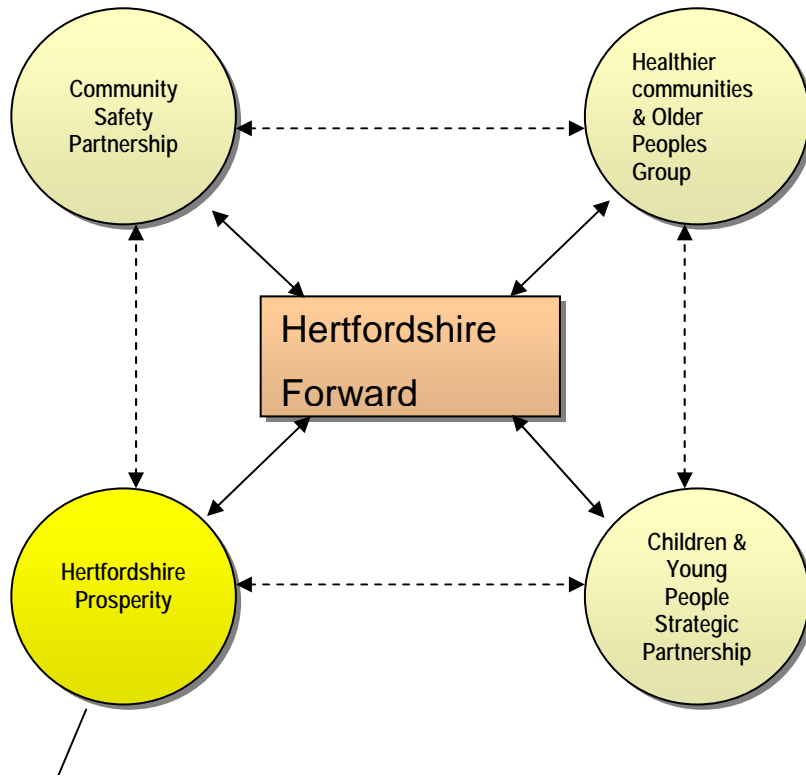 Community
Safety
Partnership
Healthier
communities
& Older
Peoples
Group
Hertfordshire
Forward
Hertfordshire
Prosperity
Children &
Young
People
Strategic
Partnership